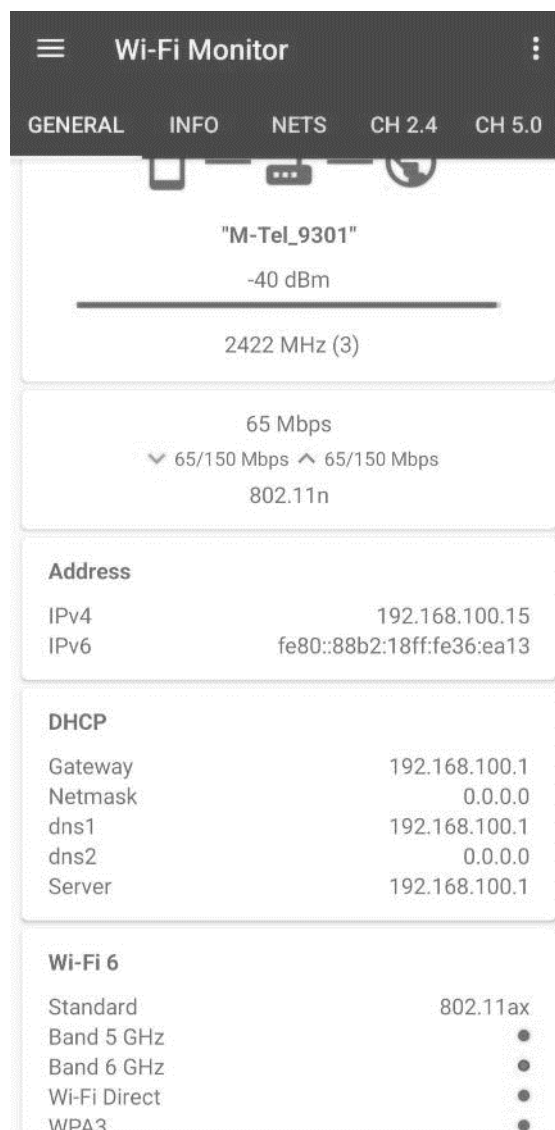 Wi-Fi Monitor
GENERAL INFO NETS CH 2.4 CH 5.0
"M-Tel_9301"
-40 dBm
2422 MHz (3)
65 Mbps
65/150 Mbps 65/150 Mbps
802.11n
Address
IPv4 192.168.100.15
IPv6 fe80::88b2:18ff:fe36:ea13
DHCP
Gateway 192.168.100.1
Netmask 0.0.0.0
dns1 192.168.100.1
dns2 0.0.0.0
Server 192.168.100.1
Wi-Fi 6
Standard 802.11ax
Band 5 GHz
Band 6 GHz
Wi-Fi Direct
WPA3